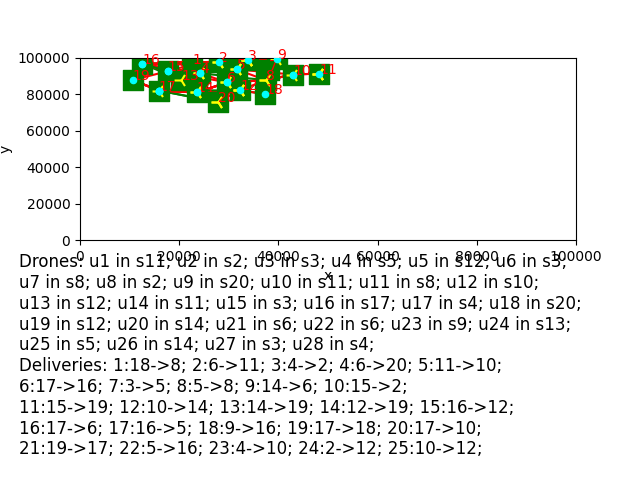 100000
80000
60000
40000
20000
0
y
16 1 2 3 9
0 20000 40000 60000 80000 100000
x
Drones: u1 in s11; u2 in s2; u3 in s3; u4 in s5; u5 in s12; u6 in s3;
u7 in s8; u8 in s2; u9 in s20; u10 in s11; u11 in s8; u12 in s10;
u13 in s12; u14 in s11; u15 in s3; u16 in s17; u17 in s4; u18 in s20;
u19 in s12; u20 in s14; u21 in s6; u22 in s6; u23 in s9; u24 in s13;
u25 in s5; u26 in s14; u27 in s3; u28 in s4;
Deliveries: 1:18->8; 2:6->11; 3:4->2; 4:6->20; 5:11->10;
6:17->16; 7:3->5; 8:5->8; 9:14->6; 10:15->2;
11:15->19; 12:10->14; 13:14->19; 14:12->19; 15:16->12;
16:17->6; 17:16->5; 18:9->16; 19:17->18; 20:17->10;
21:19->17; 22:5->16; 23:4->10; 24:2->12; 25:10->12;